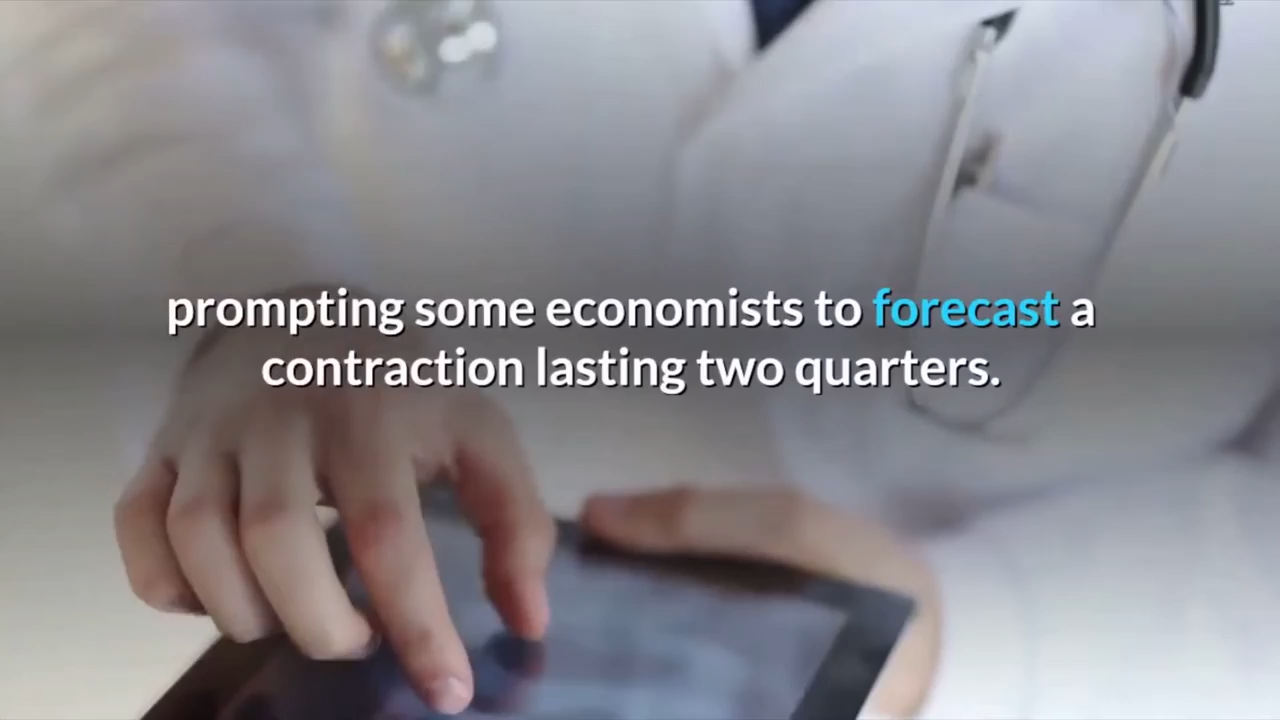 prompting some economists to forecast a
contraction lasting two quarters.